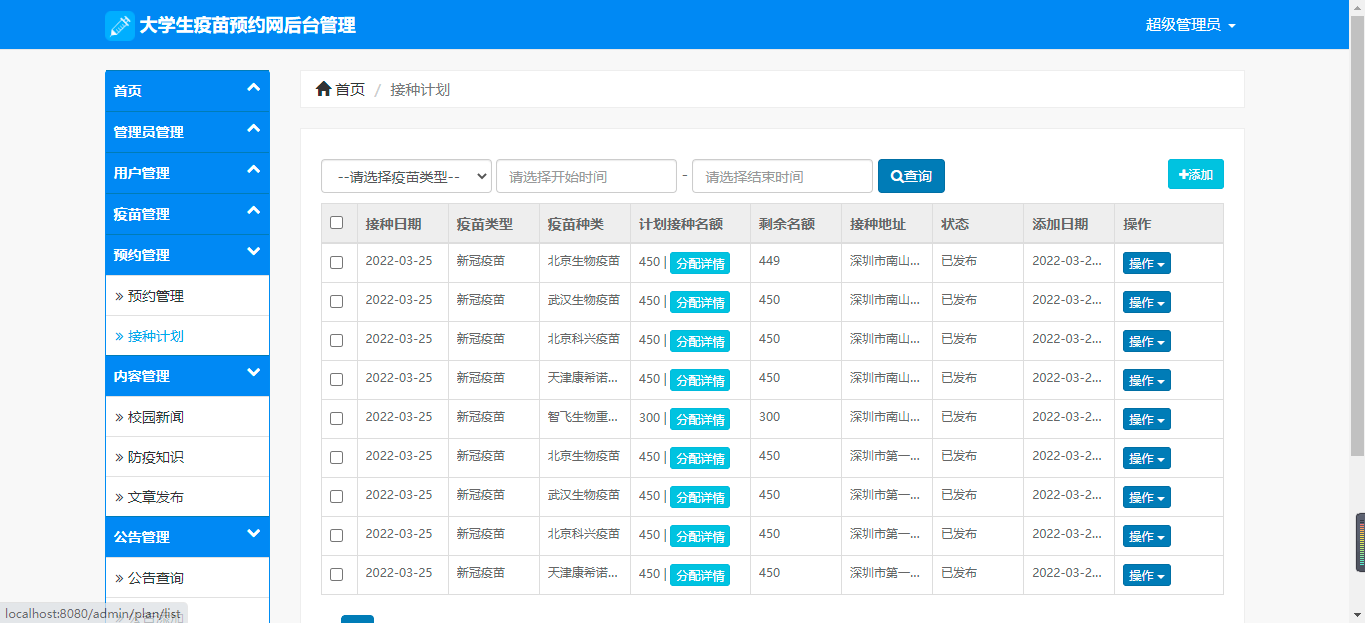 大学生疫苗预约网后台管理
超级管理员
首页
管理员管理
用户管理
疫苗管理
预约管理
» 预约管理
» 接种计划
内容管理
» 校园新闻
» 防疫知识
» 文章发布
公告管理
» 公告查询
localhost:8080/admin/plan/list
首页 / 接种计划
--请选择疫苗类型-- 请选择开始时间 - 请选择结束时间 查询 添加
接种日期 疫苗类型 疫苗种类 计划接种名额 剩余名额 接种地址 状态 添加日期 操作
2022-03-25 新冠疫苗 北京生物疫苗 450 | 分配详情 449 深圳市南山... 已发布 2022-03-2... 操作
2022-03-25 新冠疫苗 武汉生物疫苗 450 | 分配详情 450 深圳市南山... 已发布 2022-03-2... 操作
2022-03-25 新冠疫苗 北京科兴疫苗 450 | 分配详情 450 深圳市南山... 已发布 2022-03-2... 操作
2022-03-25 新冠疫苗 天津康希诺... 450 | 分配详情 450 深圳市南山... 已发布 2022-03-2... 操作
2022-03-25 新冠疫苗 智飞生物重... 300 | 分配详情 300 深圳市南山... 已发布 2022-03-2... 操作
2022-03-25 新冠疫苗 北京生物疫苗 450 | 分配详情 450 深圳市第一... 已发布 2022-03-2... 操作
2022-03-25 新冠疫苗 武汉生物疫苗 450 | 分配详情 450 深圳市第一... 已发布 2022-03-2... 操作
2022-03-25 新冠疫苗 北京科兴疫苗 450 | 分配详情 450 深圳市第一... 已发布 2022-03-2... 操作
2022-03-25 新冠疫苗 天津康希诺... 450 | 分配详情 450 深圳市第一... 已发布 2022-03-2... 操作